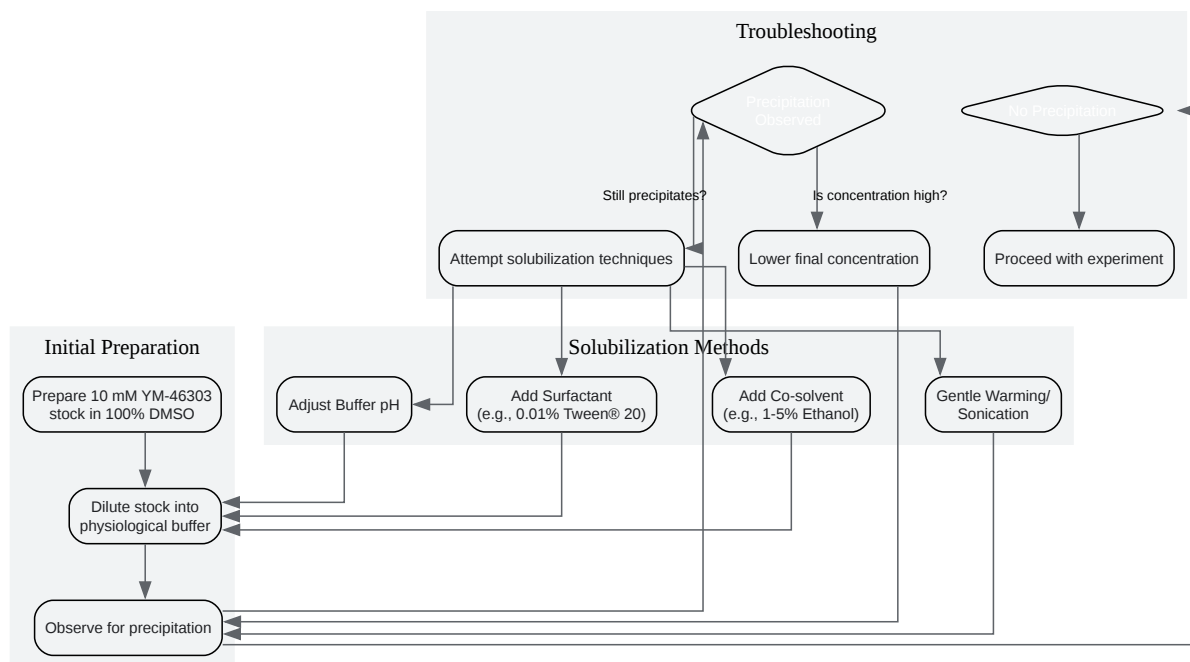 Troubleshooting
Precipitation
Observed
No Precipitation
Still precipitates?
Is concentration high?
Attempt solubilization techniques
Lower final concentration
Proceed with experiment
Initial Preparation
Solubilization Methods
Prepare 10 mM YM-46303
stock in 100% DMSO
Adjust Buffer pH
Add Surfactant
(e.g., 0.01% Tween® 20)
Add Co-solvent
(e.g., 1-5% Ethanol)
Gentle Warming/
Sonication
Dilute stock into
physiological buffer
Observe for precipitation